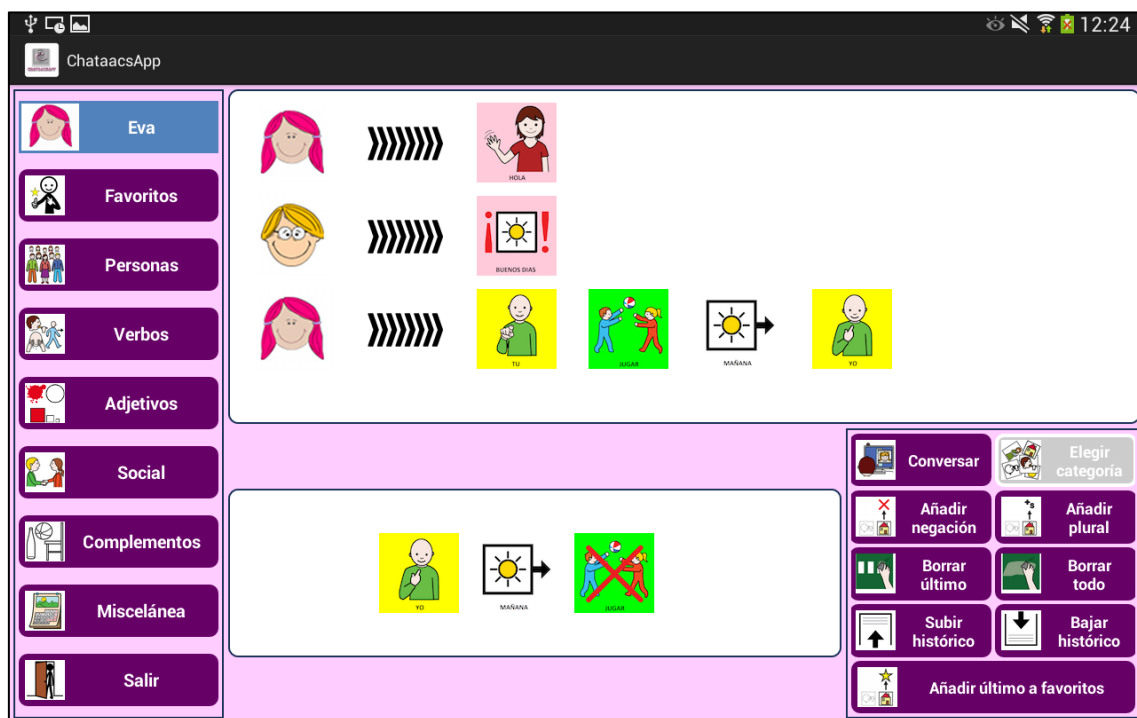 12:24
ChataacsApp
Eva
Favoritos
Personas
Verbos
Adjetivos
Social
Complementos
Miscelánea
Salir
HOLA
BUENOS DIAS
TU
JUGAR
MAÑANA
YO
YO
MAÑANA
JUGAR
Conversar
Elegir
categoría
Añadir
negación
+s
Añadir
plural
Borrar
último
Borrar
todo
Subir
histórico
Bajar
histórico
Añadir último a favoritos